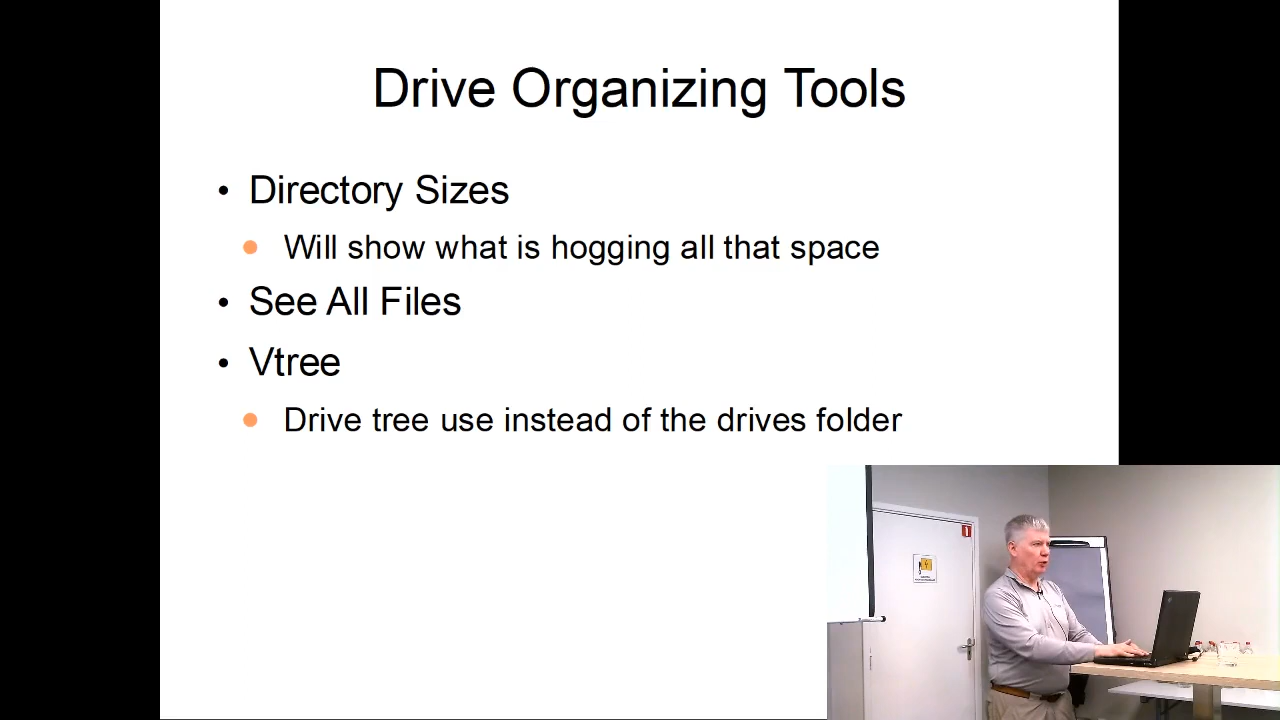 Drive Organizing Tools
• Directory Sizes
Will show what is hogging all that space
• See All Files
• Vtree
Drive tree use instead of the drives folder